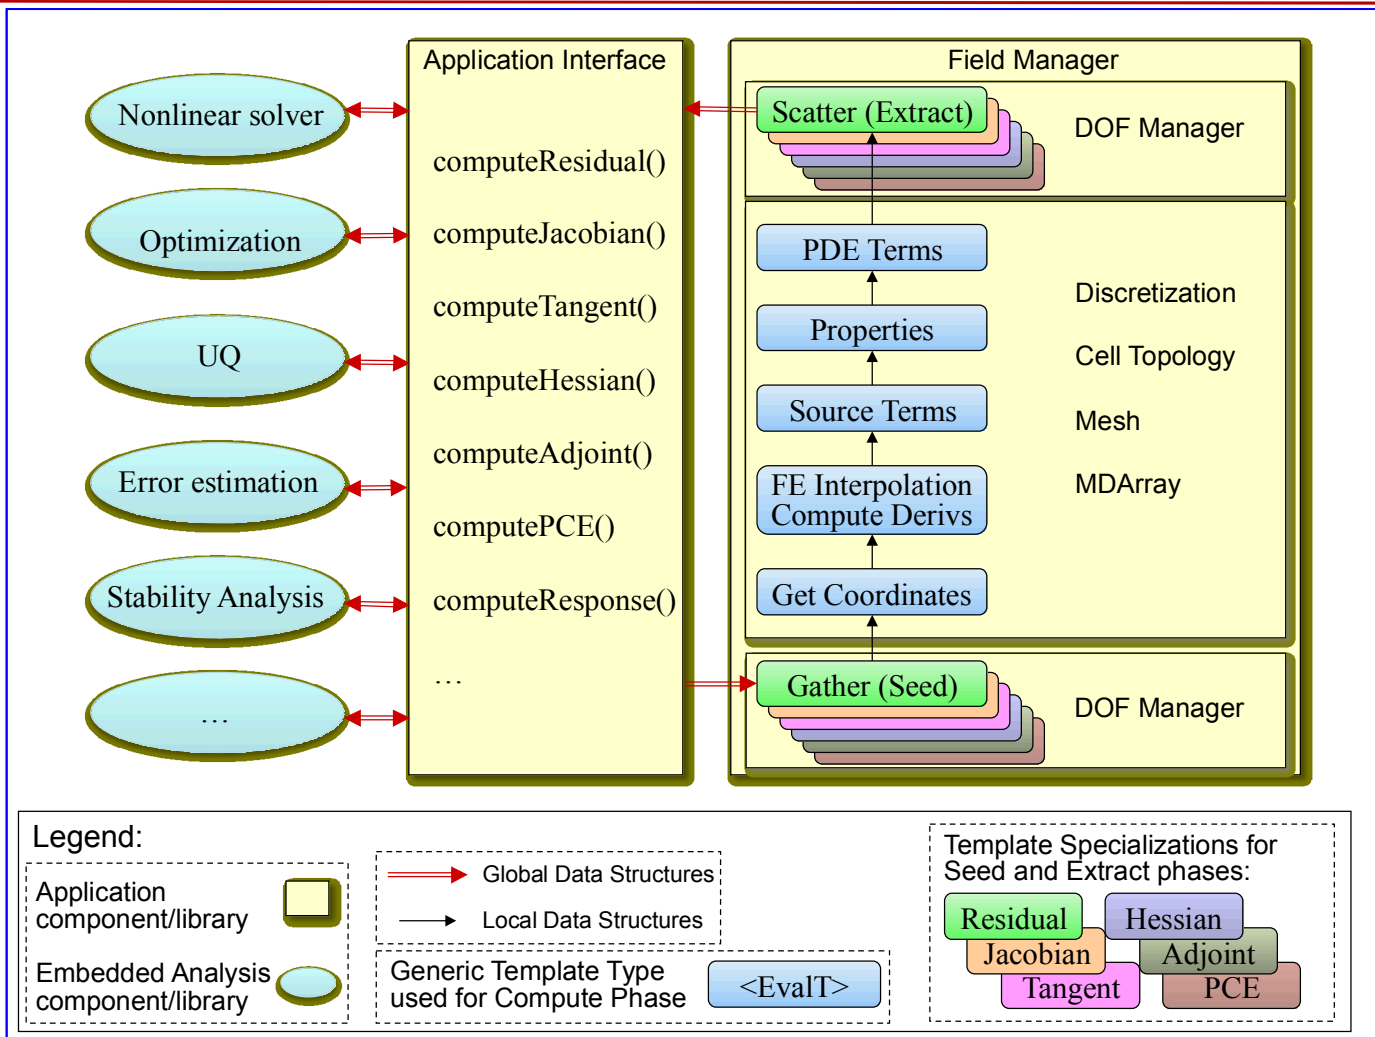 Nonlinear solver
Optimization
UQ
Error estimation
Stability Analysis
...
Application Interface
computeResidual()
computeJacobian()
computeTangent()
computeHessian()
computeAdjoint()
computePCE()
computeResponse()
...
Field Manager
Scatter (Extract)
DOF Manager
PDE Terms
Properties
Source Terms
FE Interpolation
Compute Derivs
Get Coordinates
Discretization
Cell Topology
Mesh
MDArray
Gather (Seed)
DOF Manager
Legend:
Application
component/library
Embedded Analysis
component/library
Global Data Structures
Local Data Structures
Generic Template Type
used for Compute Phase
<EvalT>
Template Specializations for
Seed and Extract phases:
Residual
Jacobian
Tangent
Hessian
Adjoint
PCE